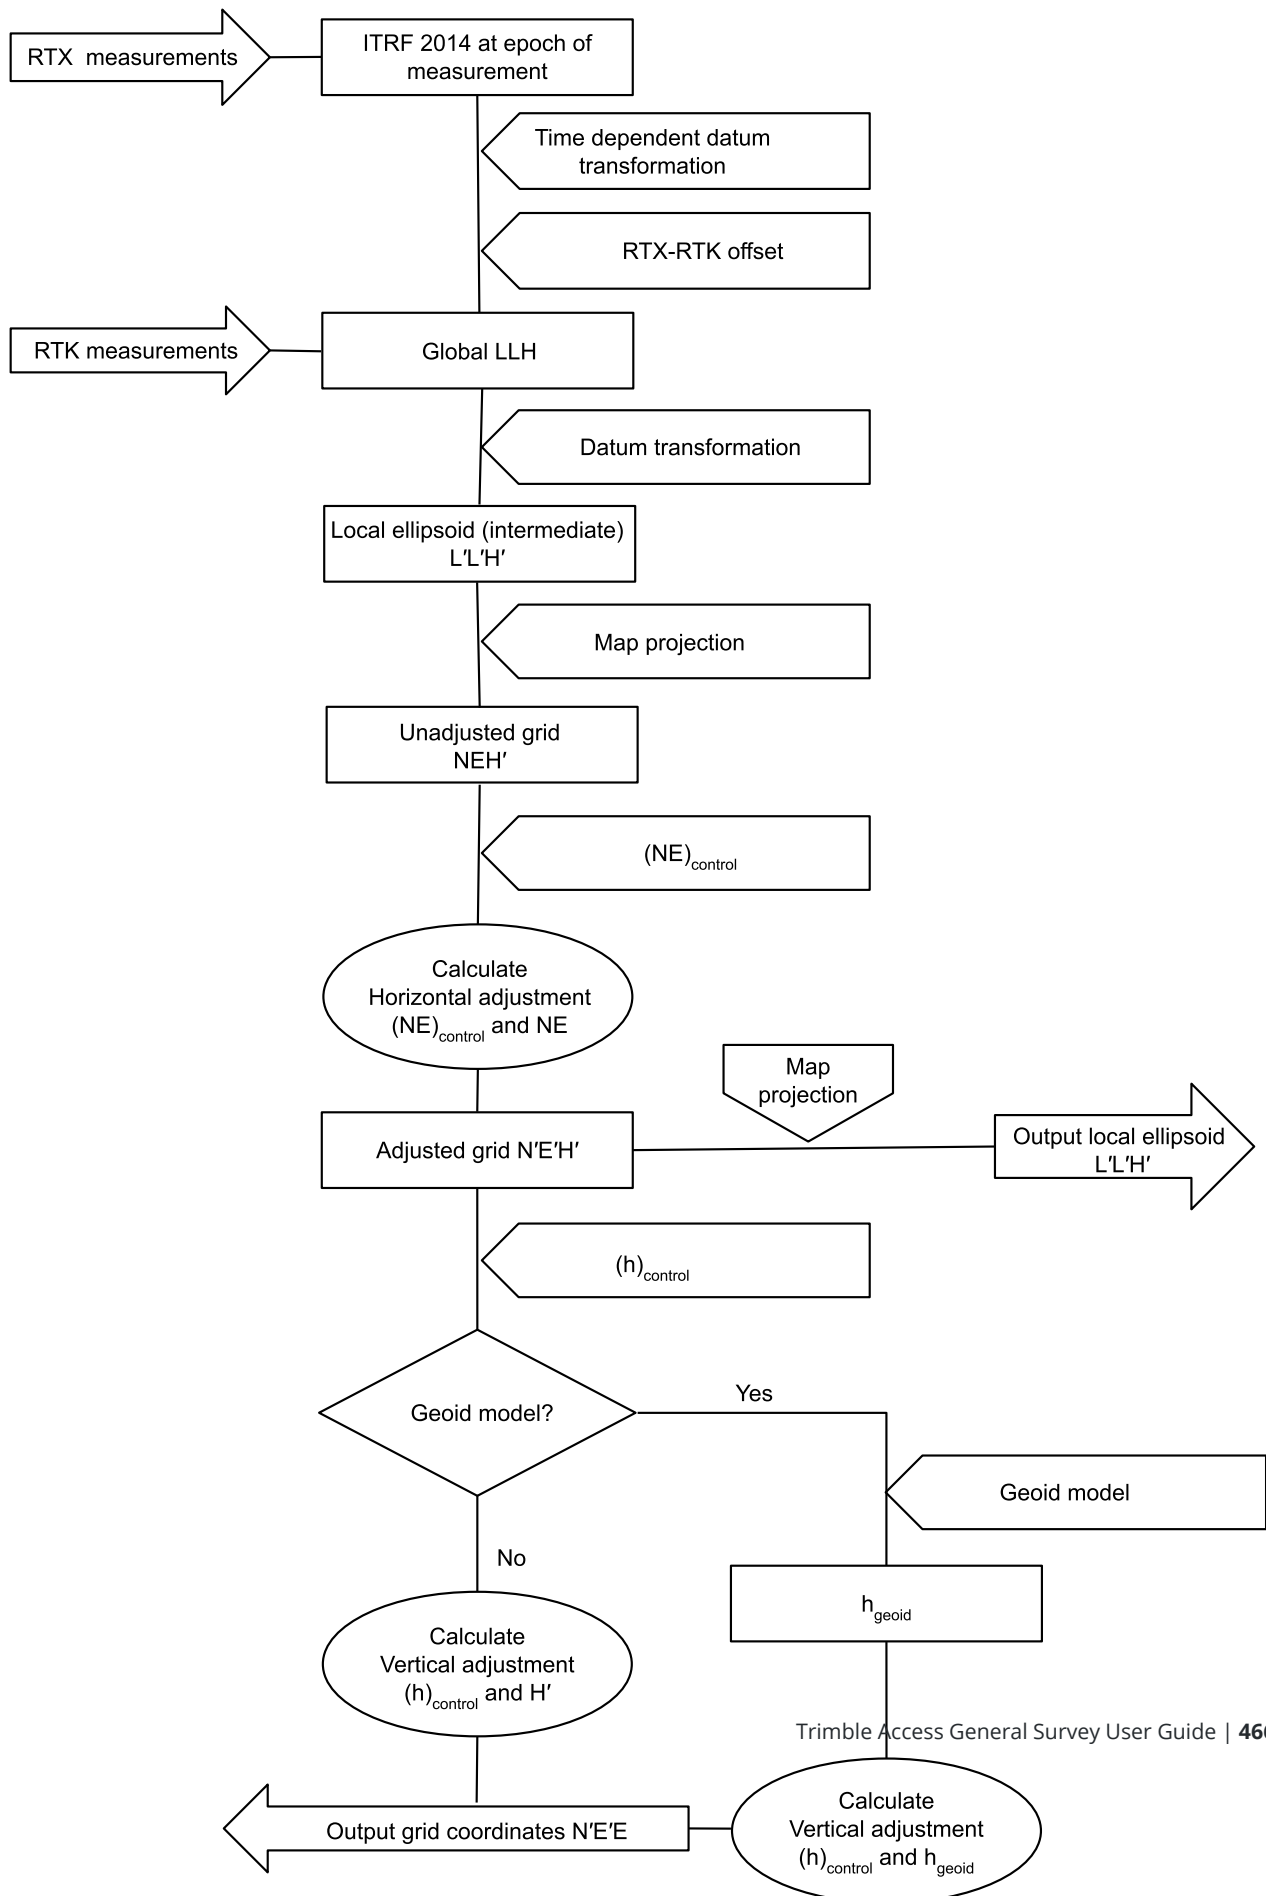 RTX measurements
ITRF 2014 at epoch of
measurement
Time dependent datum
transformation
RTX-RTK offset
RTK measurements
Global LLH
Datum transformation
Local ellipsoid (intermediate)
L′L′H′
Map projection
Unadjusted grid
NEH′
(NE)control
Calculate
Horizontal adjustment
(NE)control and NE
Map
projection
Adjusted grid N′E′H′
Output local ellipsoid
L′L′H′
(h)control
Yes
Geoid model?
Geoid model
No
hgeoid
Calculate
Vertical adjustment
(h)control and H′
Trimble Access General Survey User Guide | 466
Calculate
Vertical adjustment
(h)control and hgeoid
Output grid coordinates N′E′E